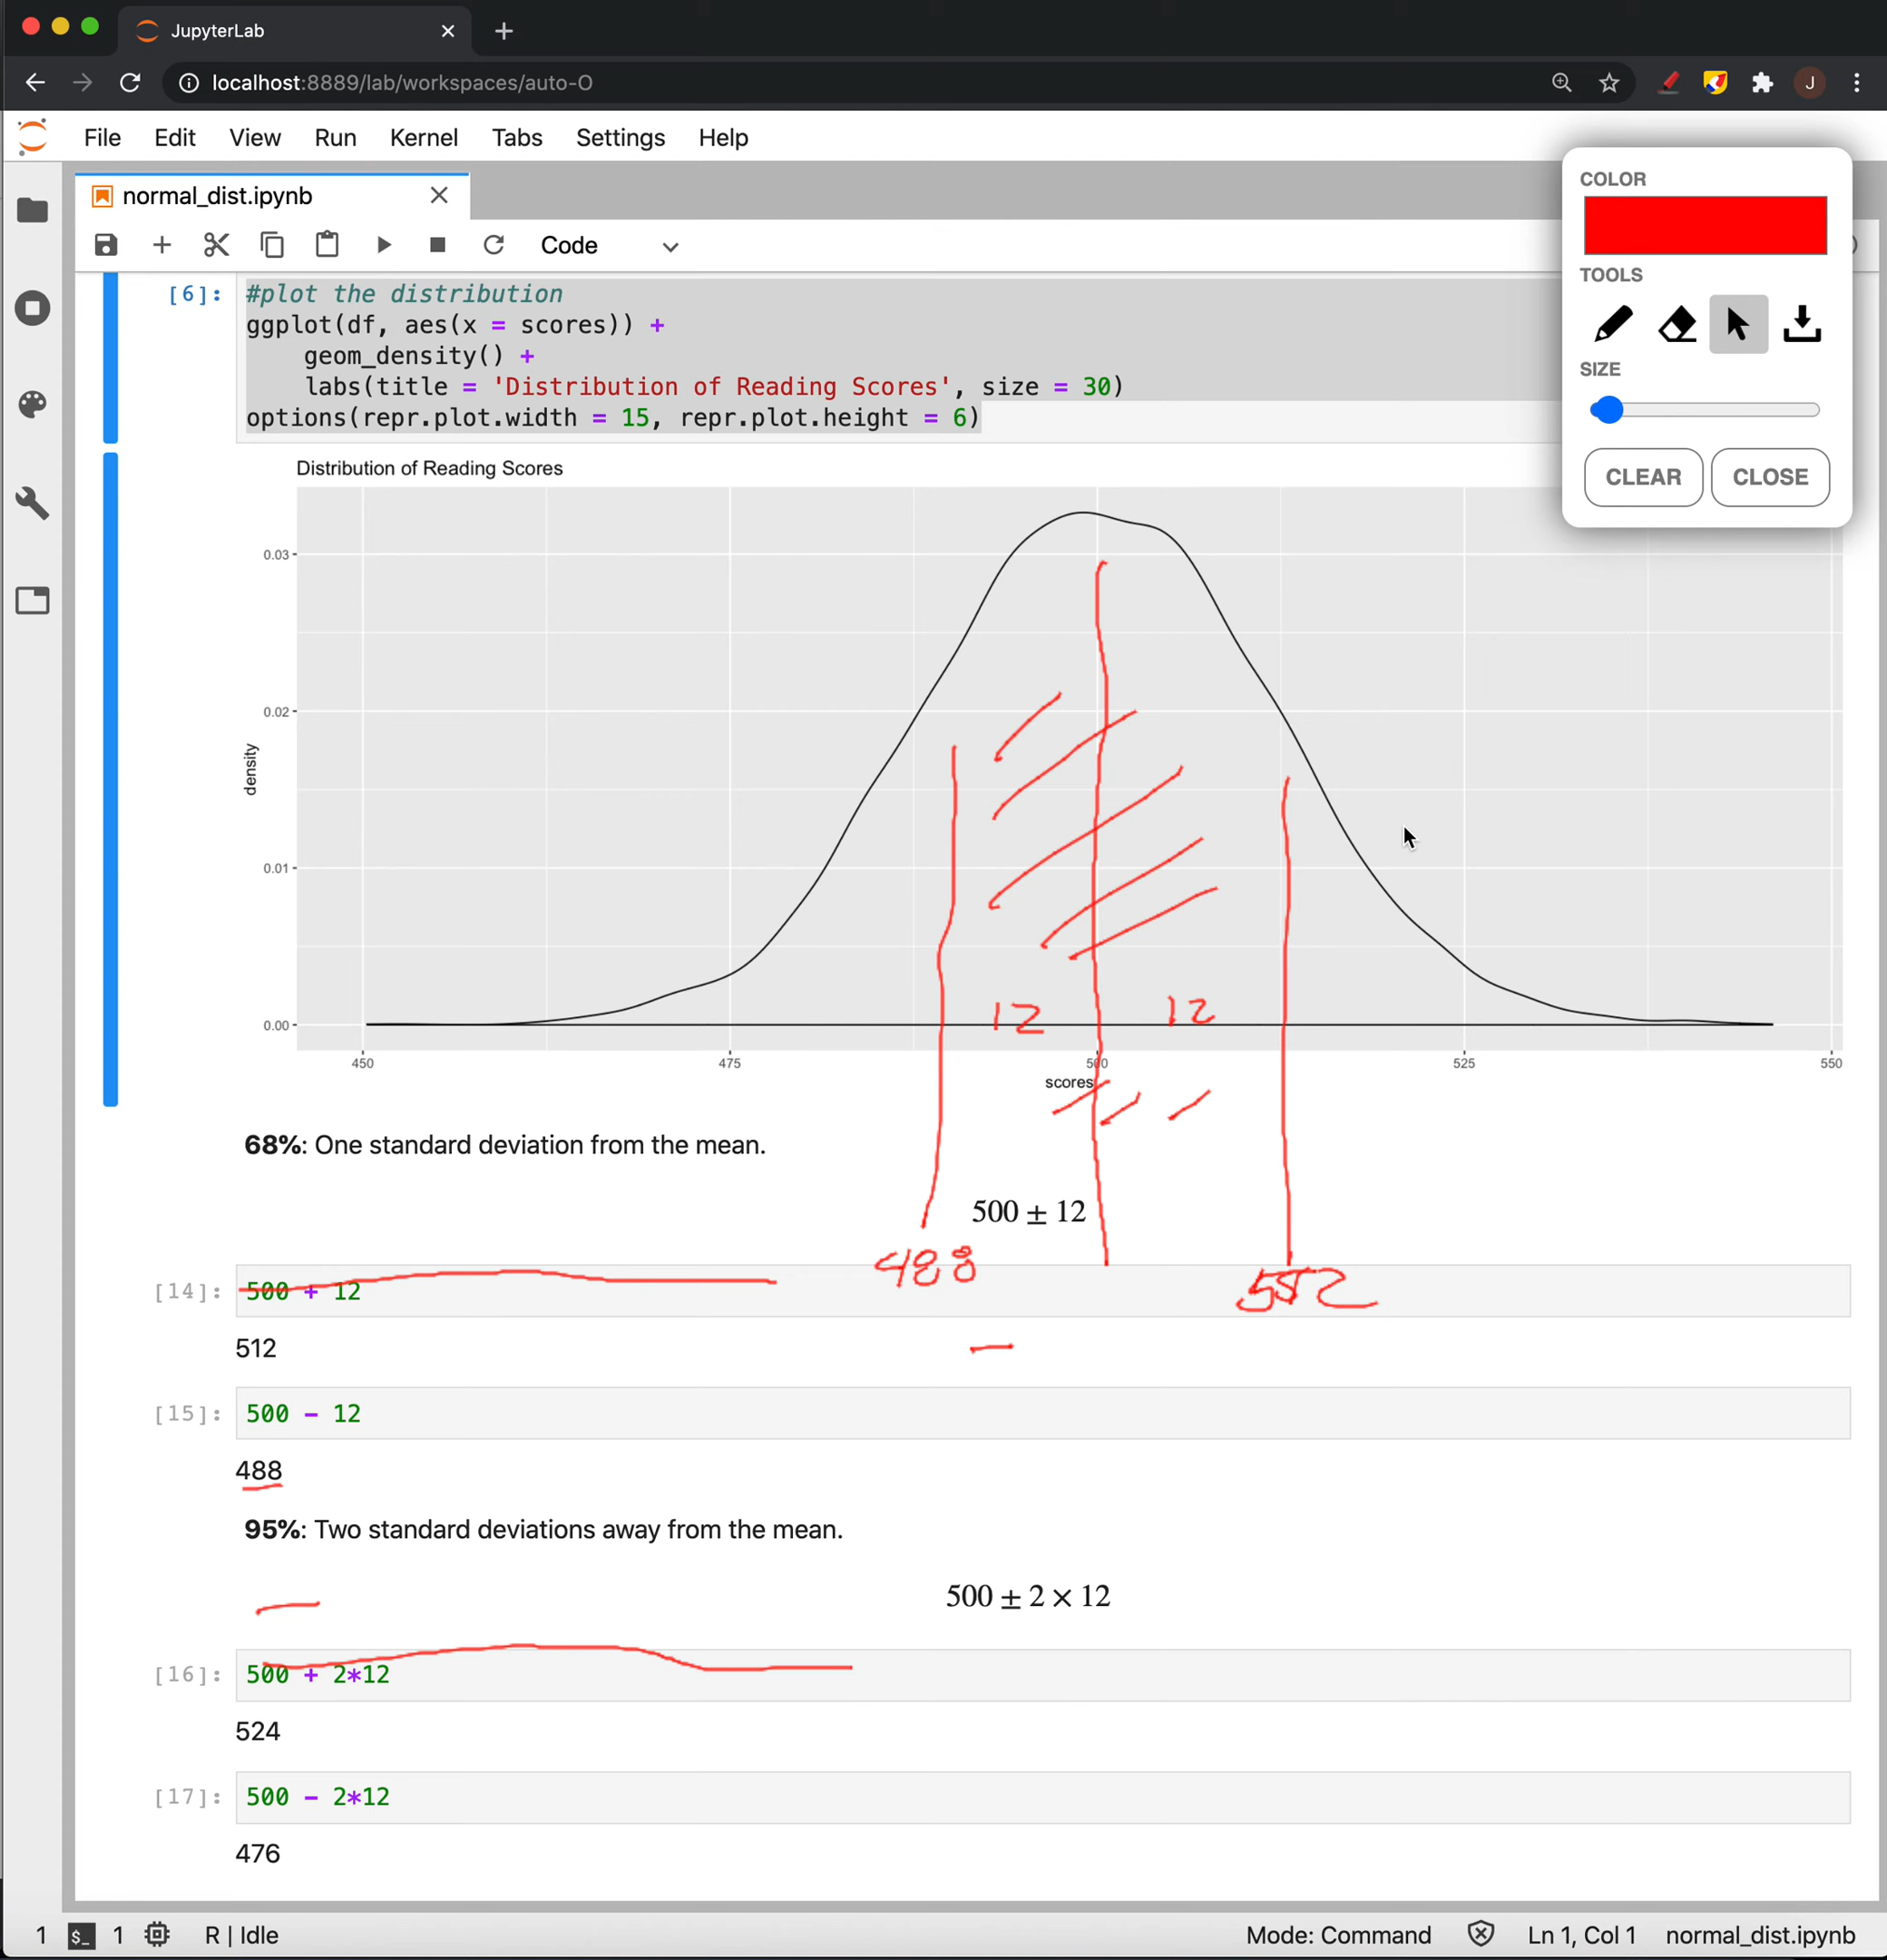 JupyterLab
localhost:8889/lab/workspaces/auto-O
J
File Edit View Run Kernel Tabs Settings Help
normal_dist.ipynb
Code
COLOR
TOOLS
SIZE
CLEAR CLOSE
[6]: #plot the distribution
ggplot(df, aes(x = scores)) +
geom_density() +
labs(title = 'Distribution of Reading Scores', size = 30)
options(repr.plot.width = 15, repr.plot.height = 6)
Distribution of Reading Scores
0.03
0.02
0.01
0.00
density
12 12
450 475 500 525 550
scores
68%: One standard deviation from the mean.
500 ± 12
488 552
[14]: 500 + 12
512
[15]: 500 - 12
488
95%: Two standard deviations away from the mean.
500 ± 2 × 12
[16]: 500 + 2*12
524
[17]: 500 - 2*12
476
1 $_ 1 R | Idle Mode: Command Ln 1, Col 1 normal_dist.ipynb